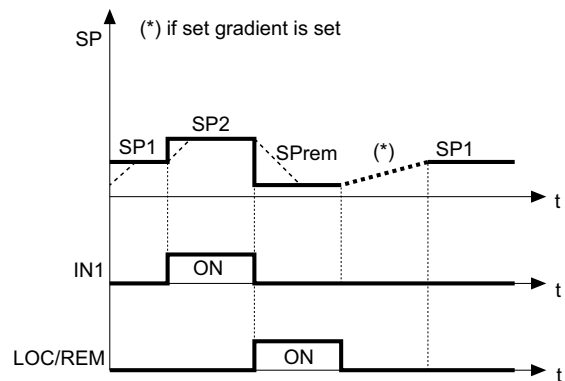 (*) if set gradient is set
SP
SP1
SP2
SPrem
(*)
SP1
t
IN1
ON
t
LOC/REM
ON
t